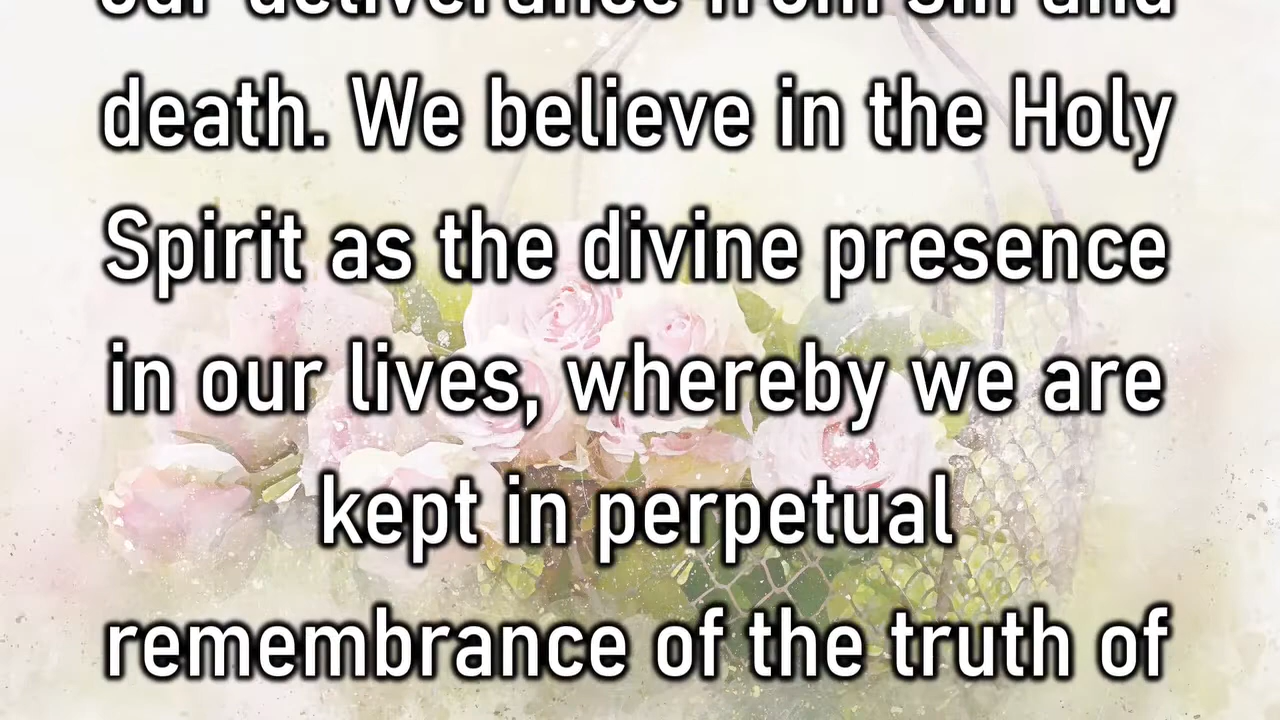 our deliverance from sin and
death. We believe in the Holy
Spirit as the divine presence
in our lives, whereby we are
kept in perpetual
remembrance of the truth of